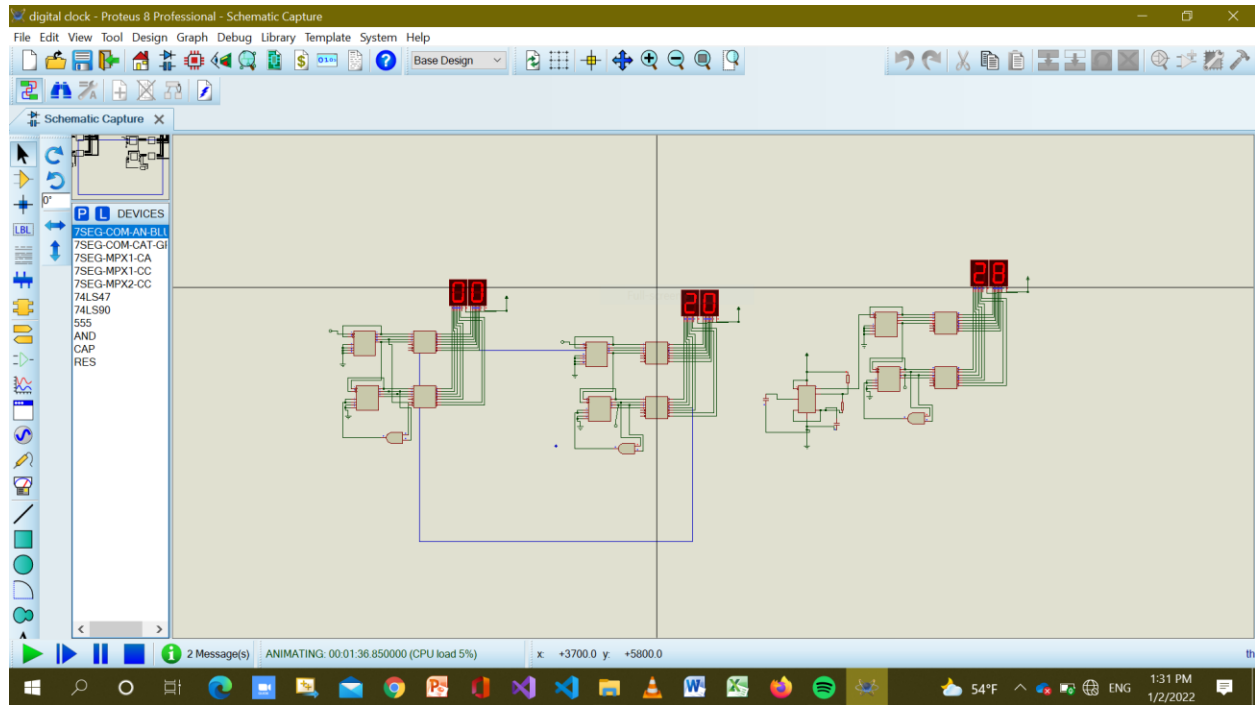 digital clock - Proteus 8 Professional - Schematic Capture
File Edit View Tool Design Graph Debug Library Template System Help
Base Design
Schematic Capture
0°
P L DEVICES
LBL
7SEG-COM-AN-BLU
7SEG-COM-CAT-GR
7SEG-MPX1-CA
7SEG-MPX1-CC
7SEG-MPX2-CC
74LS47
74LS90
555
AND
CAP
RES
00
20
28
2 Message(s) ANIMATING: 00:01:36.850000 (CPU load 5%) x: +3700.0 y: +5800.0 th
54°F ENG 1:31 PM
1/2/2022